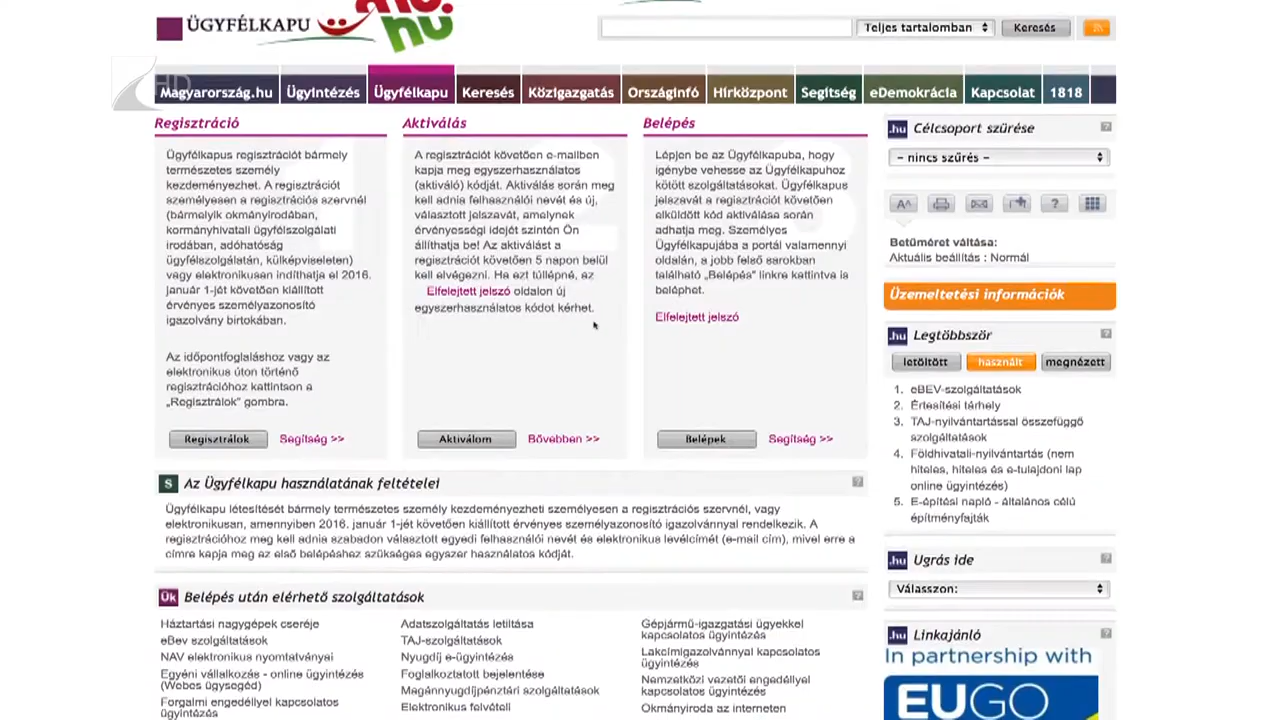 ÜGYFÉLKAPU
.hu
Teljes tartalomban
Keresés
HD
Magyarország.hu
Ügyintézés
Ügyfélkapu
Keresés
Közigazgatás
Országinfó
Hírközpont
Segítség
eDemokrácia
Kapcsolat
1818
Regisztráció
Ügyfélkapus regisztrációt bármely
természetes személy
kezdeményezhet. A regisztrációt
személyesen a regisztrációs szervnél
(bármelyik okmányirodában,
kormányhivatali ügyfélszolgálati
irodában, adóhatóság
ügyfélszolgálatán, külképviseleten)
vagy elektronikusan indíthatja el 2016.
január 1-jét követően kiállított
érvényes személyazonosító
igazolvány birtokában.
Az időpontfoglaláshoz vagy az
elektronikus úton történő
regisztrációhoz kattintson a
„Regisztrálok" gombra.
Regisztrálok
Segítség >>
Aktiválás
A regisztrációt követően e-mailben
kapja meg egyszerhasználatos
(aktiváló) kódját. Aktiválás során meg
kell adnia felhasználói nevét és új,
választott jelszavát, amelynek
érvényességi idejét szintén Ön
állíthatja be! Az aktiválást a
regisztrációt követően 5 napon belül
kell elvégezni. Ha ezt túllépné, az
Elfelejtett jelszó oldalon új
egyszerhasználatos kódot kérhet.
Aktiválom
Bővebben >>
Belépés
Lépjen be az Ügyfélkapuba, hogy
igénybe vehesse az Ügyfélkapuhoz
kötött szolgáltatásokat. Ügyfélkapus
jelszavát a regisztrációt követően
elküldött kód aktiválása során
adhatja meg. Személyes
Ügyfélkapujába a portál valamennyi
oldalán, a jobb felső sarokban
található „Belépés" linkre kattintva is
beléphet.
Elfelejtett jelszó
Belépek
Segítség >>
S Az Ügyfélkapu használatának feltételei
?
Ügyfélkapu létesítését bármely természetes személy kezdeményezheti személyesen a regisztrációs szervnél, vagy
elektronikusan, amennyiben 2016. január 1-jét követően kiállított érvényes személyazonosító igazolvánnyal rendelkezik. A
regisztrációhoz meg kell adnia szabadon választott egyedi felhasználói nevét és elektronikus levélcímét (e-mail cím), mivel erre a
címre kapja meg az első belépéshez szükséges egyszer használatos kódját.
Ük Belépés után elérhető szolgáltatások
?
Háztartási nagygépek cseréje
eBev szolgáltatások
NAV elektronikus nyomtatványai
Egyéni vállalkozás - online ügyintézés
(Webes ügysegéd)
Forgalmi engedéllyel kapcsolatos
ügyintézés
Adatszolgáltatás letiltása
TAJ-szolgáltatások
Nyugdíj e-ügyintézés
Foglalkoztatott bejelentése
Magánnyugdíjpénztári szolgáltatások
Elektronikus felvételi
Gépjármű-igazgatási ügyekkel
kapcsolatos ügyintézés
Lakcímigazolvánnyal kapcsolatos
ügyintézés
Nemzetközi vezetői engedéllyel
kapcsolatos ügyintézés
Okmányiroda az interneten
.hu Célcsoport szűrése
?
- nincs szűrés -
A
?
Betűméret váltása:
Aktuális beállítás : Normál
Üzemeltetési információk
.hu Legtöbbször
?
letöltött
használt
megnézett
1. eBEV-szolgáltatások
2. Értesítési tárhely
3. TAJ-nyilvántartással összefüggő
szolgáltatások
4. Földhivatali-nyilvántartás (nem
hiteles, hiteles és e-tulajdoni lap
online ügyintézés)
5. E-építési napló - általános célú
építményfajták
.hu Ugrás ide
?
Válasszon:
.hu Linkajánló
?
In partnership with
EUGO